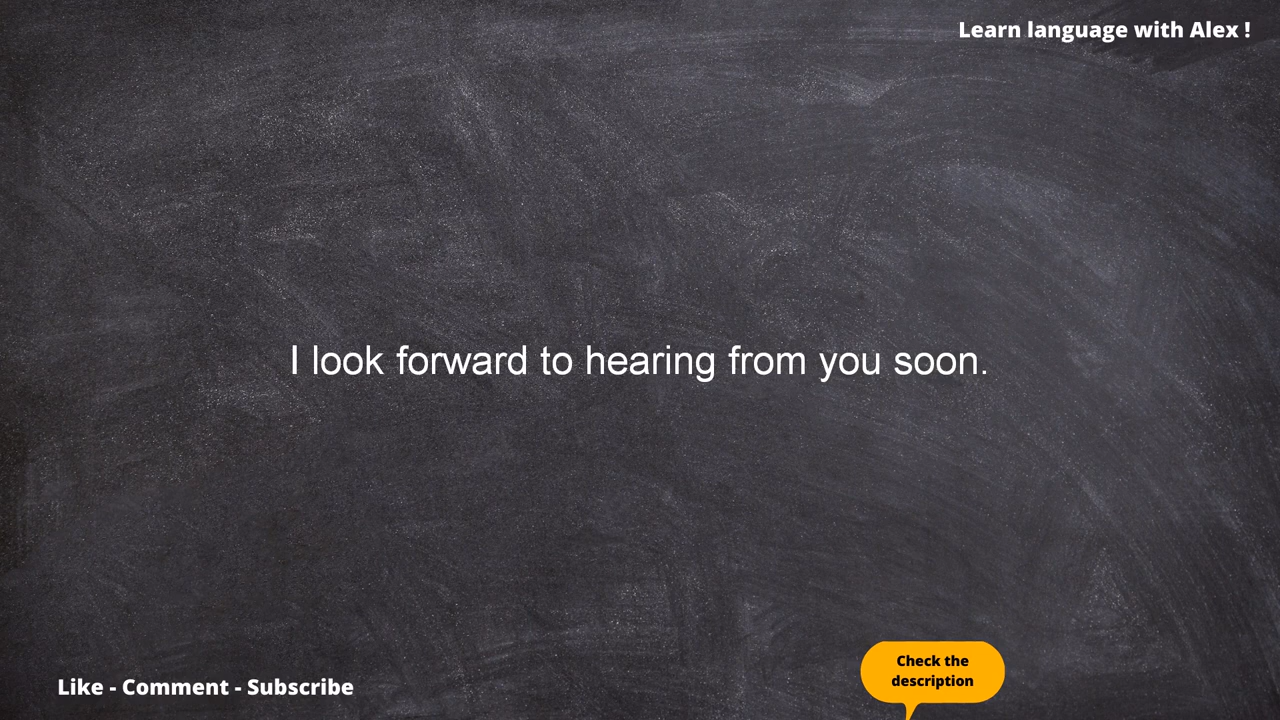 Learn language with Alex !
I look forward to hearing from you soon.
Check the
description
Like - Comment - Subscribe